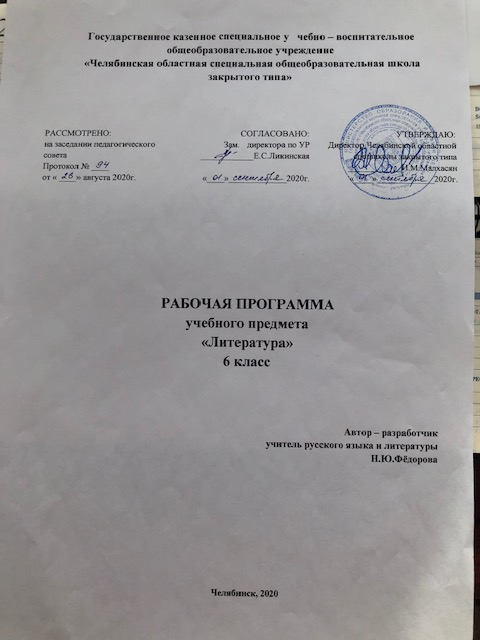 Государственное казенное специальное у чебно – воспитательное
общеобразовательное учреждение
«Челябинская областная специальная общеобразовательная школа
закрытого типа»
РАССМОТРЕНО:
на заседании педагогического
совета
Протокол № 94
от « 26 » августа 2020г.
СОГЛАСОВАНО:
Зам. директора по УР
Е.С.Ликинская
« 01 » сентября 2020г.
УТВЕРЖДАЮ:
Директор Челябинской областной
закрытого типа
И.М.Малхасян
« 01 » сентября 2020г.
РАБОЧАЯ ПРОГРАММА
учебного предмета
«Литература»
6 класс
Автор – разработчик
учитель русского языка и литературы
Н.Ю.Фёдорова
Челябинск, 2020